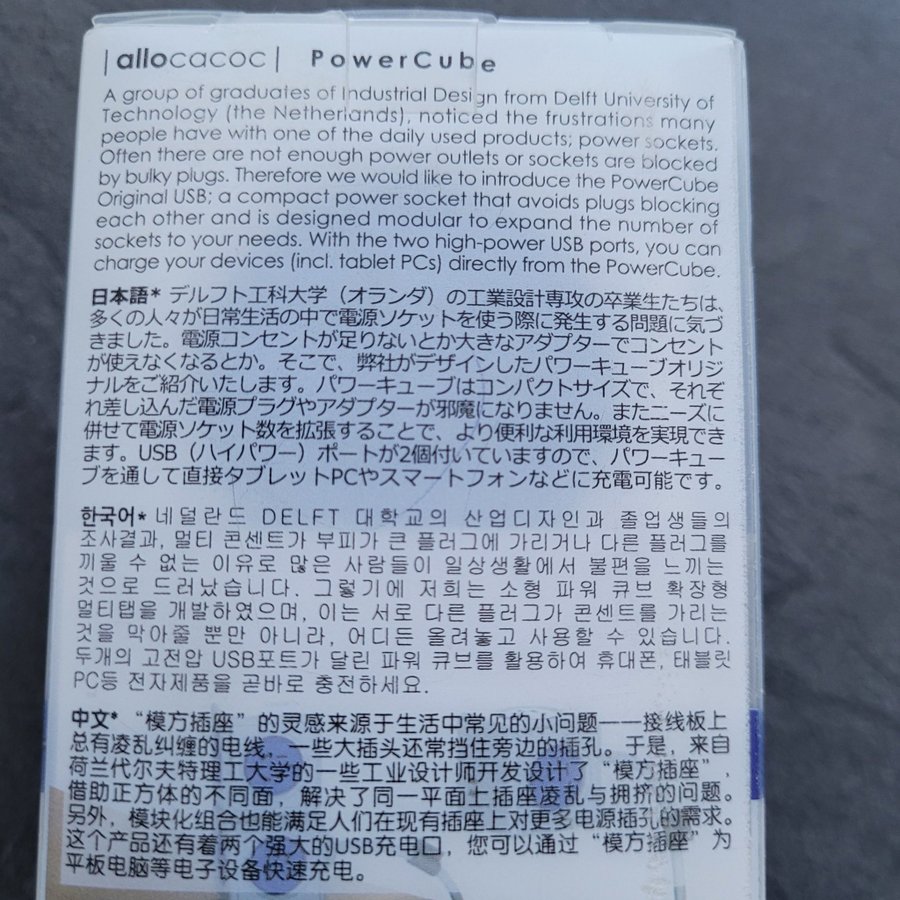 |allocacoc| PowerCube
A group of graduates of Industrial Design from Delft University of
Technology (the Netherlands), noticed the frustrations many
people have with one of the daily used products; power sockets.
Often there are not enough power outlets or sockets are blocked
by bulky plugs. Therefore we would like to introduce the PowerCube
Original USB; a compact power socket that avoids plugs blocking
each other and is designed modular to expand the number of
sockets to your needs. With the two high-power USB ports, you can
charge your devices (incl. tablet PCs) directly from the PowerCube.
日本語* デルフト工科大学（オランダ）の工業設計専攻の卒業生たちは、
多くの人々が日常生活の中で電源ソケットを使う際に発生する問題に気づ
きました。電源コンセントが足りないとか大きなアダプターでコンセント
が使えなくなるとか。そこで、弊社がデザインしたパワーキューブオリジ
ナルをご紹介いたします。パワーキューブはコンパクトサイズで、それぞ
れ差し込んだ電源プラグやアダプターが邪魔になりません。またニーズに
併せて電源ソケット数を拡張することで、より便利な利用環境を実現でき
ます。USB（ハイパワー）ポートが2個付いていますので、パワーキュー
ブを通して直接タブレットPCやスマートフォンなどに充電可能です。
한국어* 네덜란드 DELFT 대학교의 산업디자인과 졸업생들의
조사결과, 멀티 콘센트가 부피가 큰 플러그에 가리거나 다른 플러그를
끼울 수 없는 이유로 많은 사람들이 일상생활에서 불편을 느끼는
것으로 드러났습니다. 그렇기에 저희는 소형 파워 큐브 확장형
멀티탭을 개발하였으며, 이는 서로 다른 플러그가 콘센트를 가리는
것을 막아줄 뿐만 아니라, 어디든 올려놓고 사용할 수 있습니다.
두개의 고전압 USB포트가 달린 파워 큐브를 활용하여 휴대폰, 태블릿
PC등 전자제품을 곧바로 충전하세요.
中文* “模方插座”的灵感来源于生活中常见的小问题——接线板上
总有凌乱纠缠的电线，一些大插头还常挡住旁边的插孔。于是，来自
荷兰代尔夫特理工大学的一些工业设计师开发设计了“模方插座”，
借助正方体的不同面，解决了同一平面上插座凌乱与拥挤的问题。
另外，模块化组合也能满足人们在现有插座上对更多电源插孔的需求。
这个产品还有着两个强大的USB充电口，您可以通过“模方插座”为
平板电脑等电子设备快速充电。